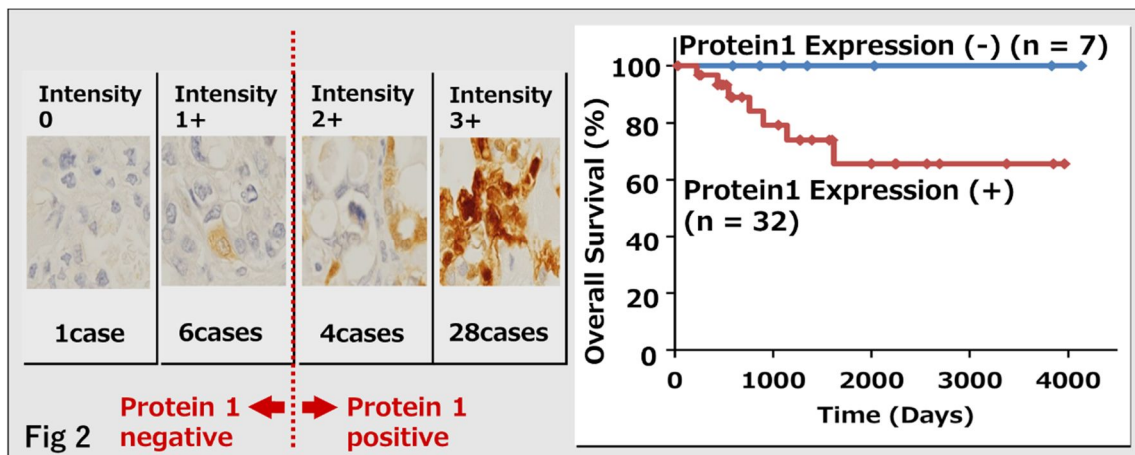 Intensity
0
Intensity
1+
Intensity
2+
Intensity
3+
1case
6cases
4cases
28cases
Protein 1
negative
Protein 1
positive
Fig 2
Protein1 Expression (-) (n = 7)
Overall Survival (%)
100
80
60
40
20
0
Protein1 Expression (+)
(n = 32)
0 1000 2000 3000 4000
Time (Days)